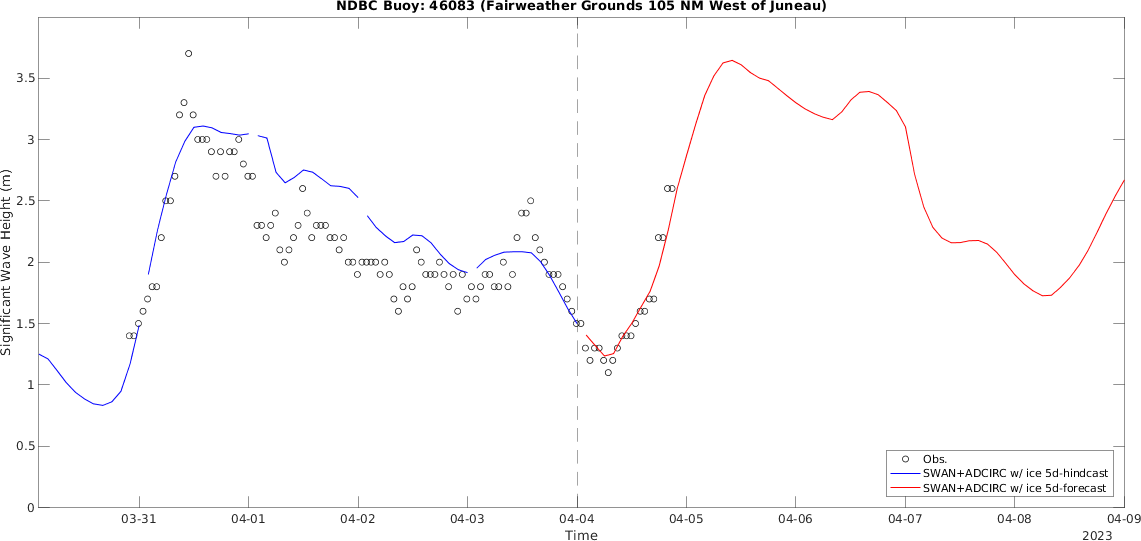 NDBC Buoy: 46083 (Fairweather Grounds 105 NM West of Juneau)
Significant Wave Height (m)
3.5
3
2.5
2
1.5
1
0.5
0
Obs.
SWAN+ADCIRC w/ ice 5d-hindcast
SWAN+ADCIRC w/ ice 5d-forecast
03-31 04-01 04-02 04-03 04-04 04-05 04-06 04-07 04-08 04-09
Time
2023